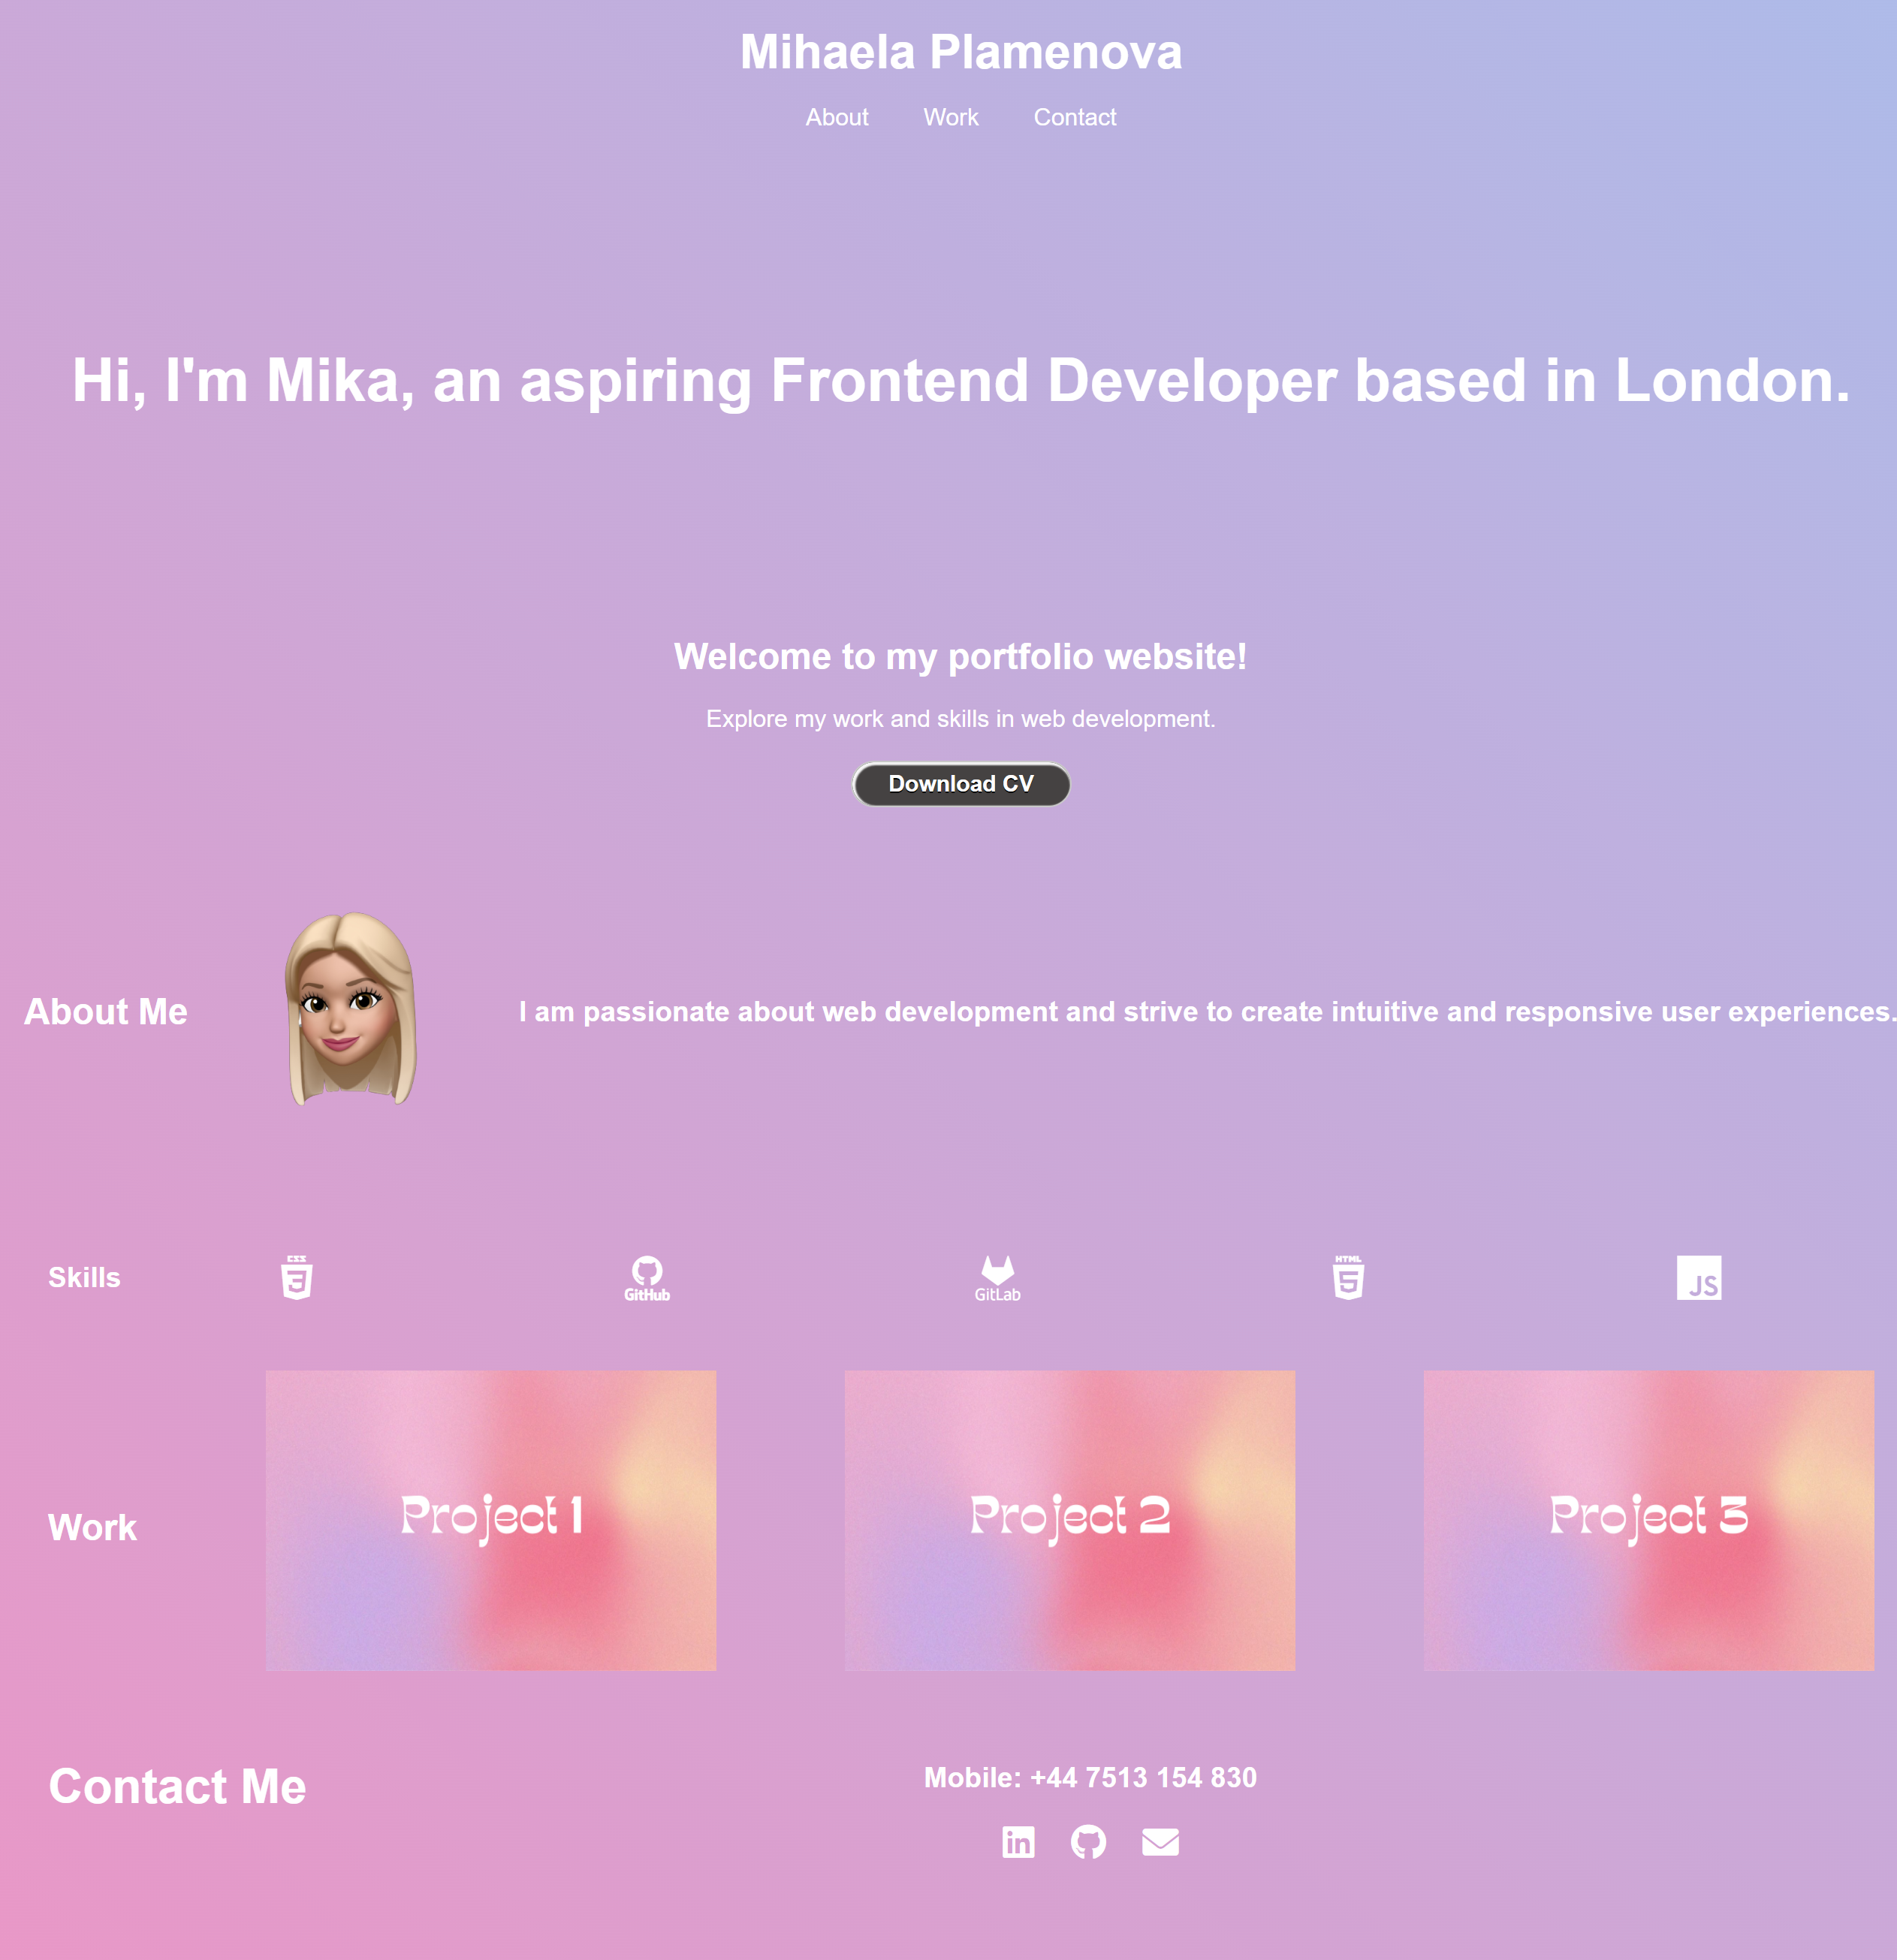 Mihaela Plamenova
About Work Contact
Hi, I'm Mika, an aspiring Frontend Developer based in London.
Welcome to my portfolio website!
Explore my work and skills in web development.
Download CV
About Me
I am passionate about web development and strive to create intuitive and responsive user experiences.
Skills
CSS 3
GitHub
GitLab
HTML 5
JS
Work
Project 1
Project 2
Project 3
Contact Me
Mobile: +44 7513 154 830
in